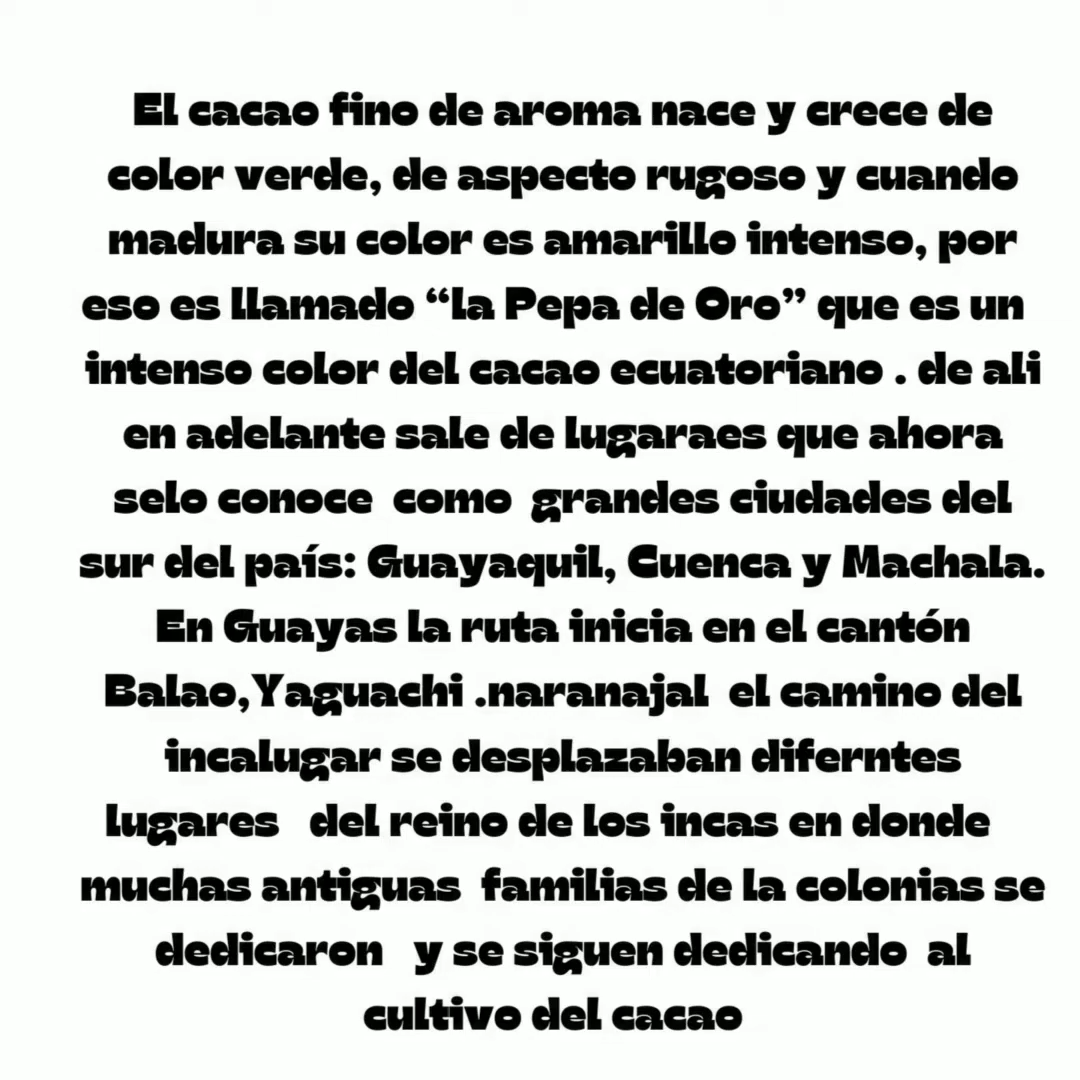 El cacao fino de aroma nace y crece de
color verde, de aspecto rugoso y cuando
madura su color es amarillo intenso, por
eso es llamado “la Pepa de Oro” que es un
intenso color del cacao ecuatoriano . de ali
en adelante sale de lugaraes que ahora
selo conoce como grandes ciudades del
sur del país: Guayaquil, Cuenca y Machala.
En Guayas la ruta inicia en el cantón
Balao,Yaguachi .naranajal el camino del
incalugar se desplazaban diferntes
lugares del reino de los incas en donde
muchas antiguas familias de la colonias se
dedicaron y se siguen dedicando al
cultivo del cacao